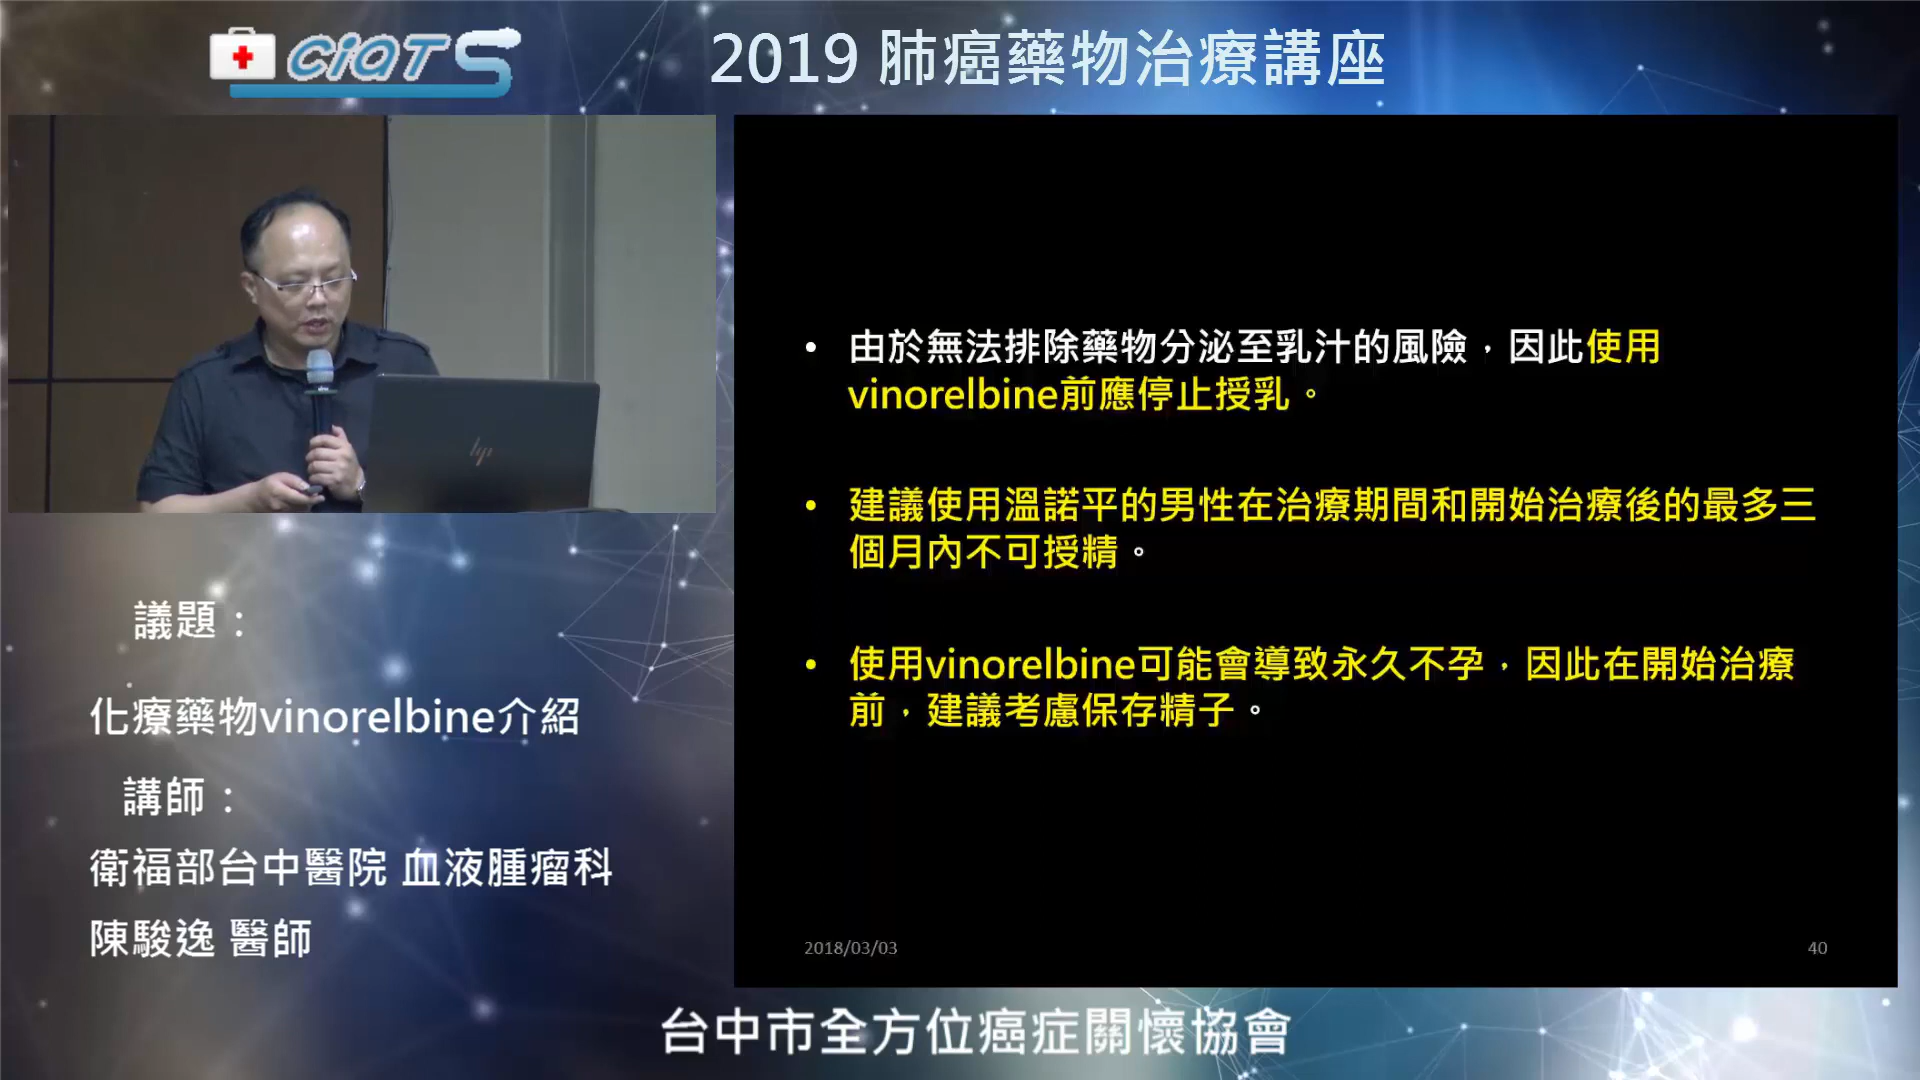 CiQTS
2019 肺癌藥物治療講座
hp
• 由於無法排除藥物分泌至乳汁的風險，因此使用
vinorelbine前應停止授乳。
• 建議使用溫諾平的男性在治療期間和開始治療後的最多三
個月內不可授精。
• 使用vinorelbine可能會導致永久不孕，因此在開始治療
前，建議考慮保存精子。
2018/03/03
40
議題：
化療藥物vinorelbine介紹
講師：
衛福部台中醫院 血液腫瘤科
陳駿逸 醫師
台中市全方位癌症關懷協會